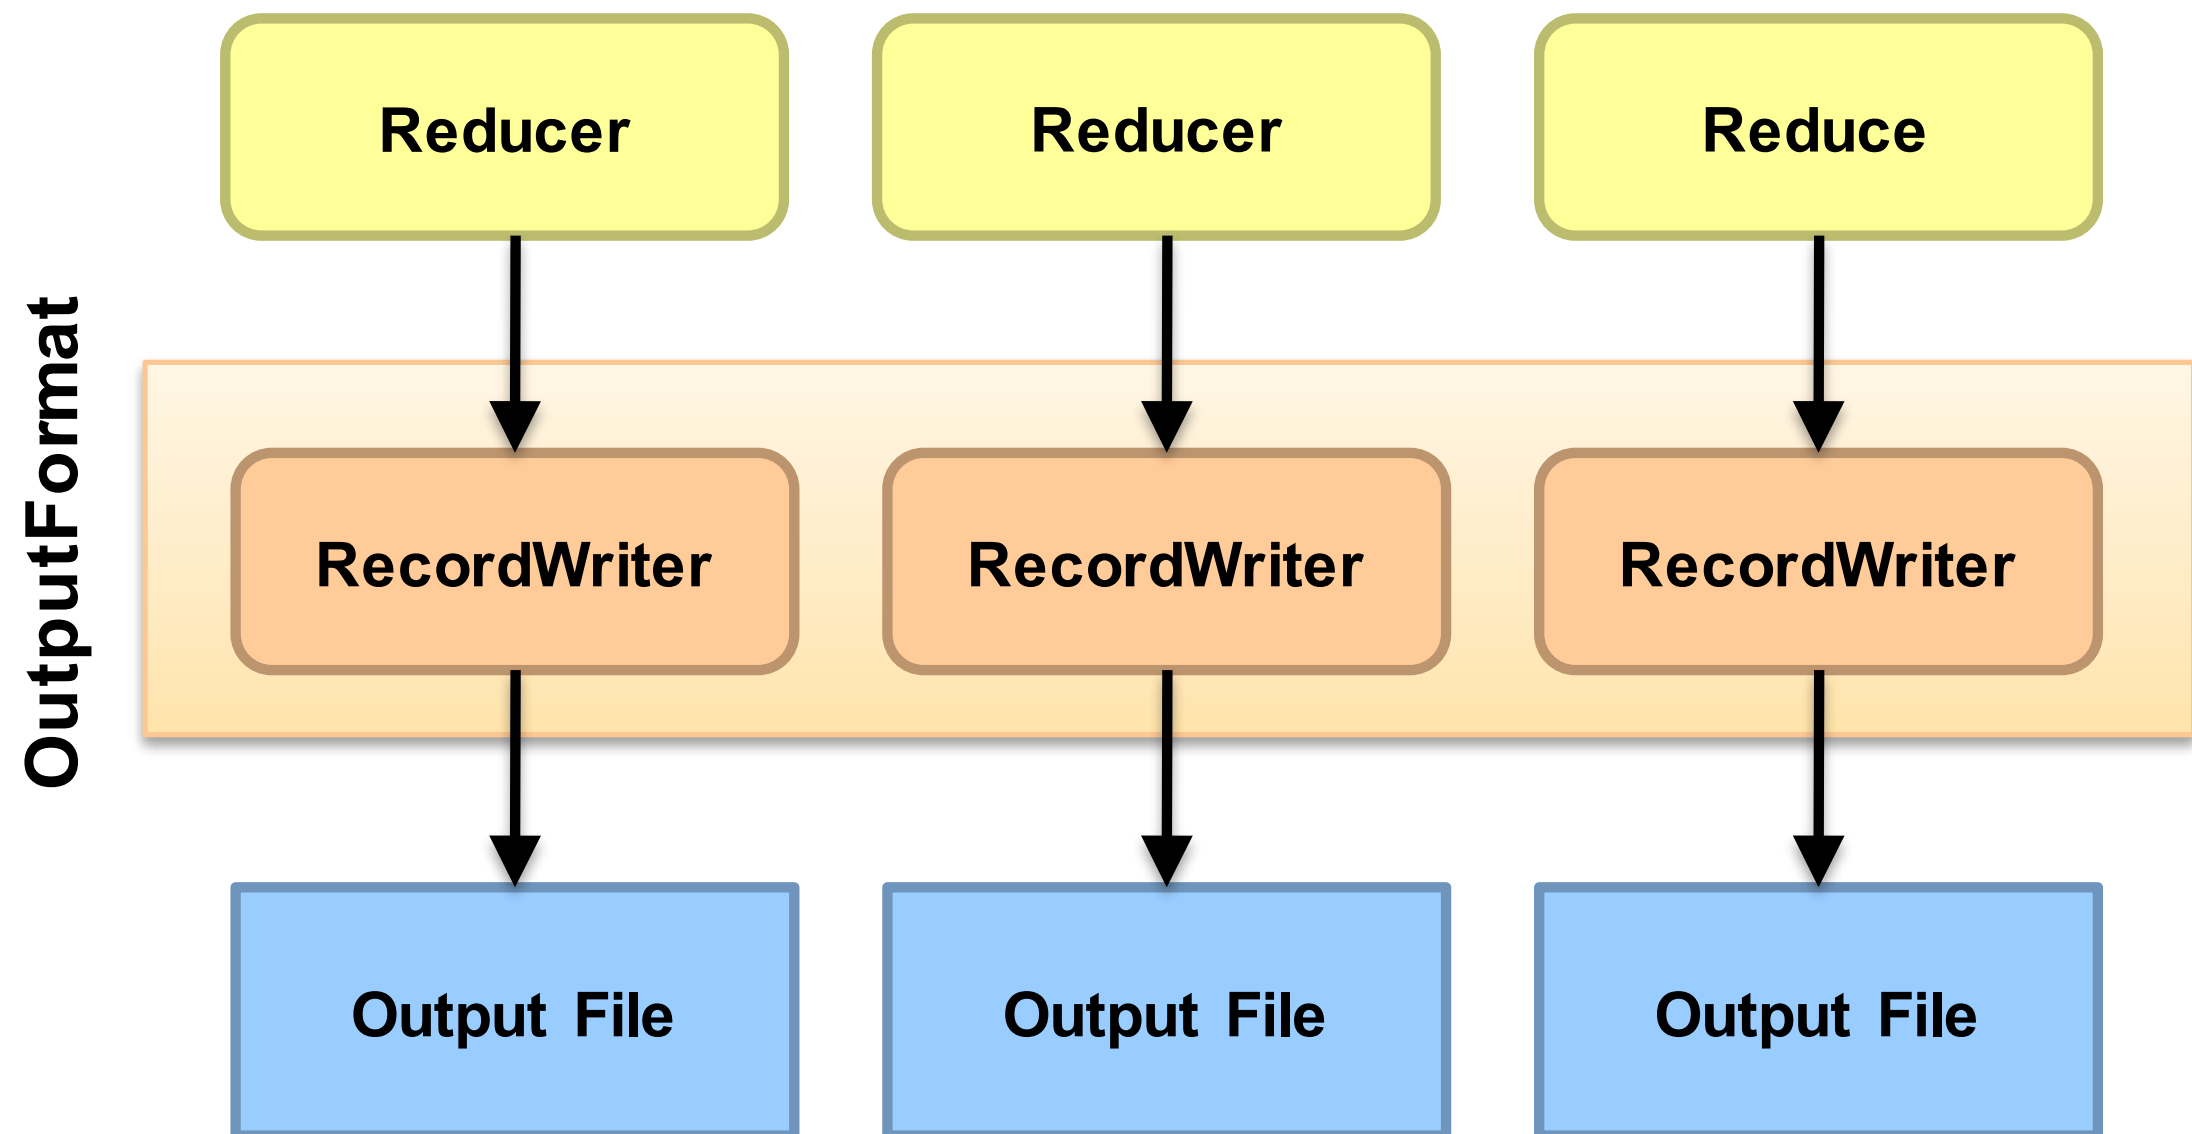 Reducer
Reducer
Reduce
OutputFormat
RecordWriter
RecordWriter
RecordWriter
Output File
Output File
Output File